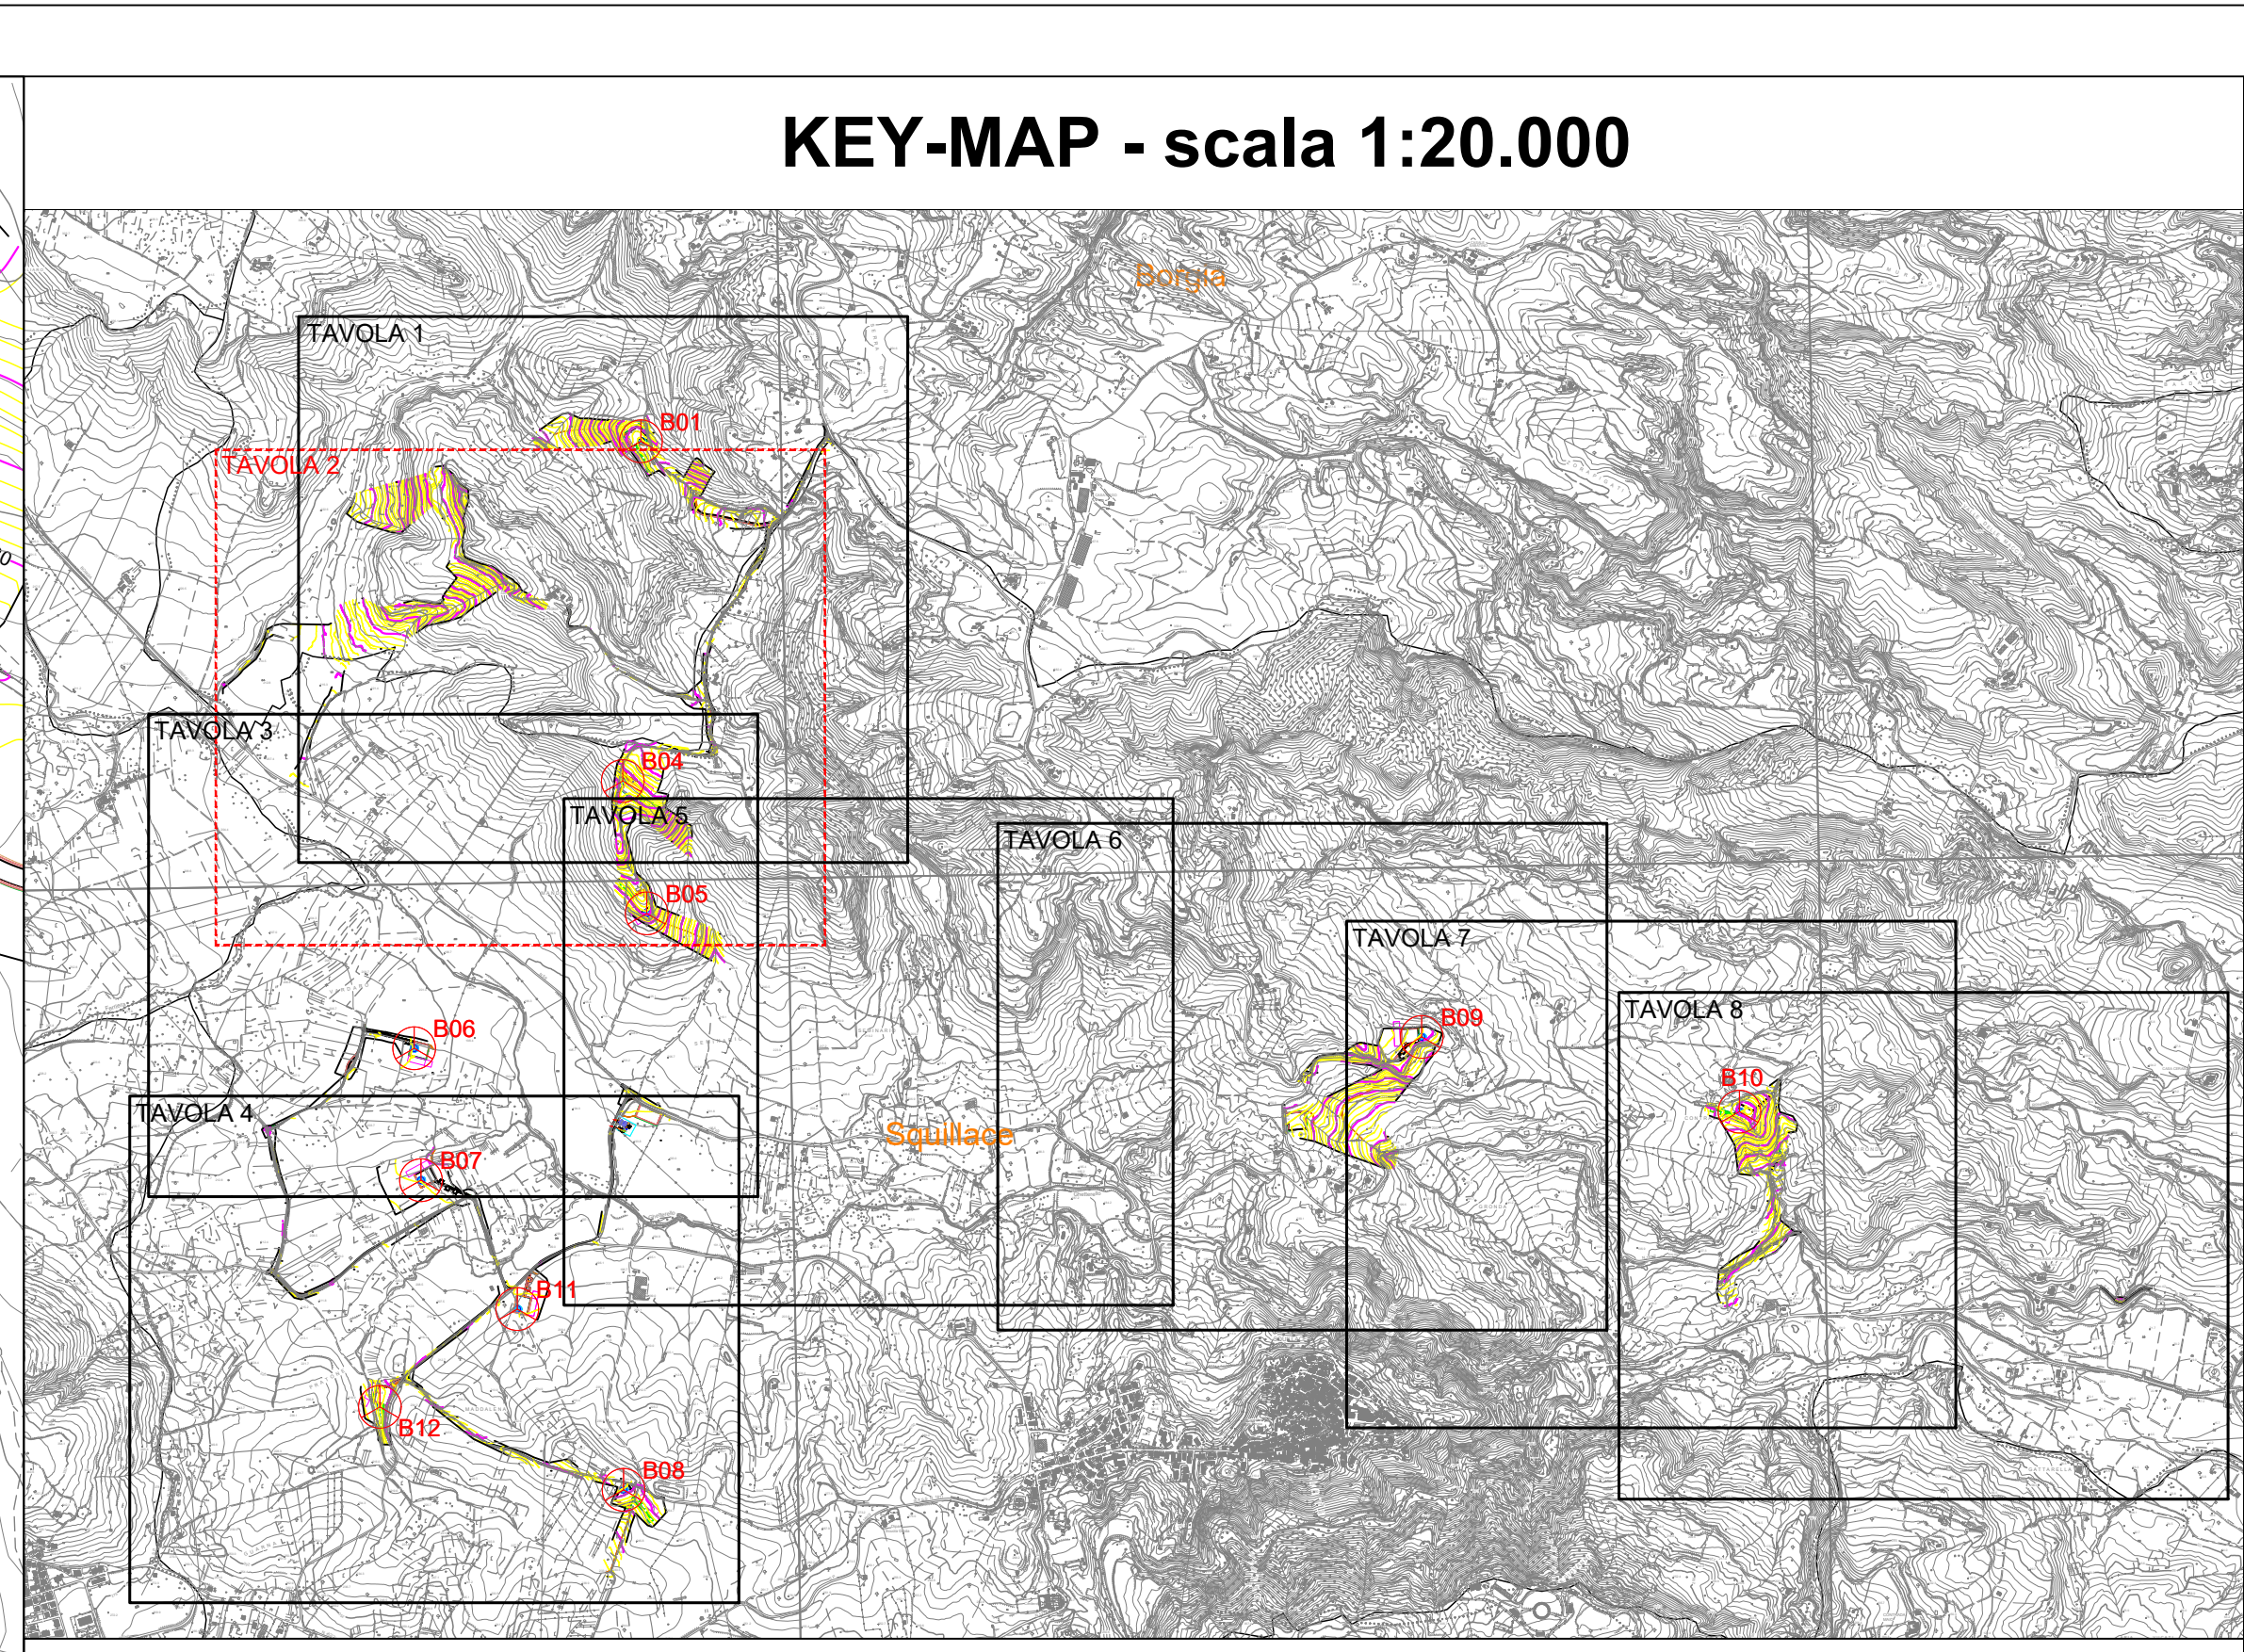 KEY-MAP - scala 1:20.000
Borgia
TAVOLA 1
B01
TAVOLA 2
TAVOLA 3
B04
TAVOLA 5
TAVOLA 6
B05
TAVOLA 7
TAVOLA 8
B09
B06
B10
TAVOLA 4
Squillace
B07
B11
MADDALENA
B12
B08